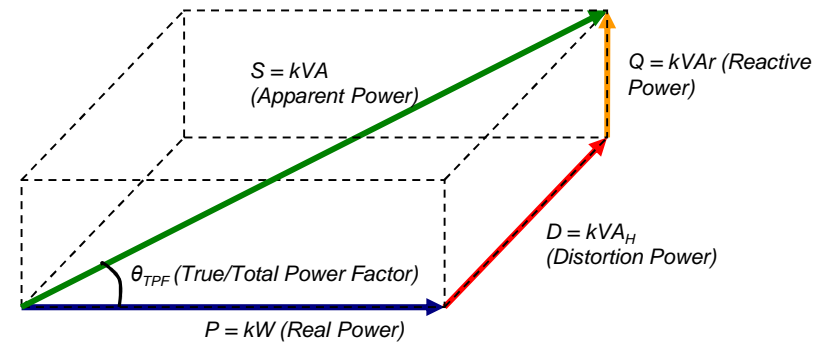 S = kVA
(Apparent Power)
Q = kVAr (Reactive
Power)
D = kVA_H
(Distortion Power)
θ_TPF (True/Total Power Factor)
P = kW (Real Power)